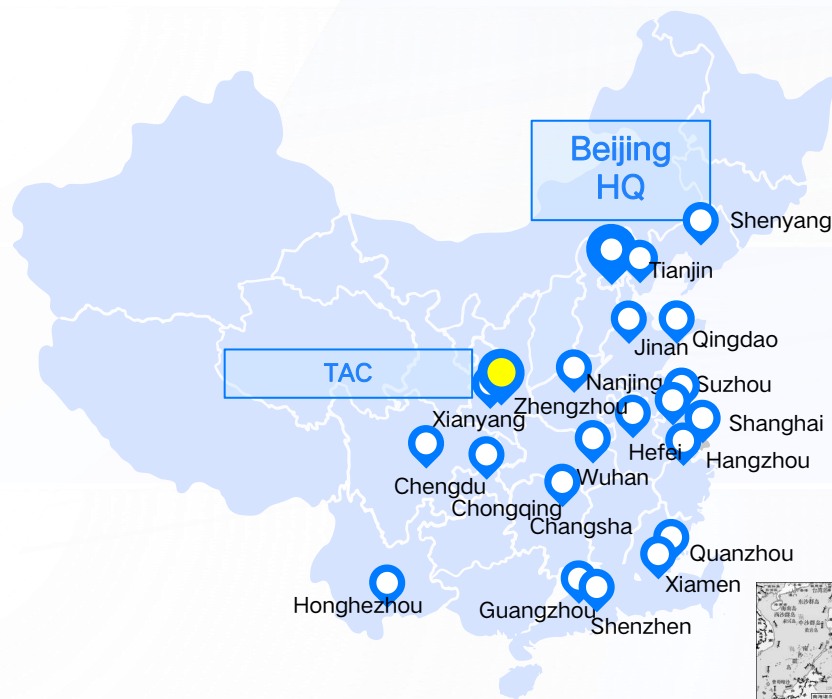 Beijing
HQ
Shenyang
Tianjin
Jinan
Qingdao
TAC
Nanjing
Suzhou
Xianyang
Zhengzhou
Shanghai
Hefei
Hangzhou
Chengdu
Wuhan
Chongqing
Changsha
Quanzhou
Xiamen
Honghezhou
Guangzhou
Shenzhen